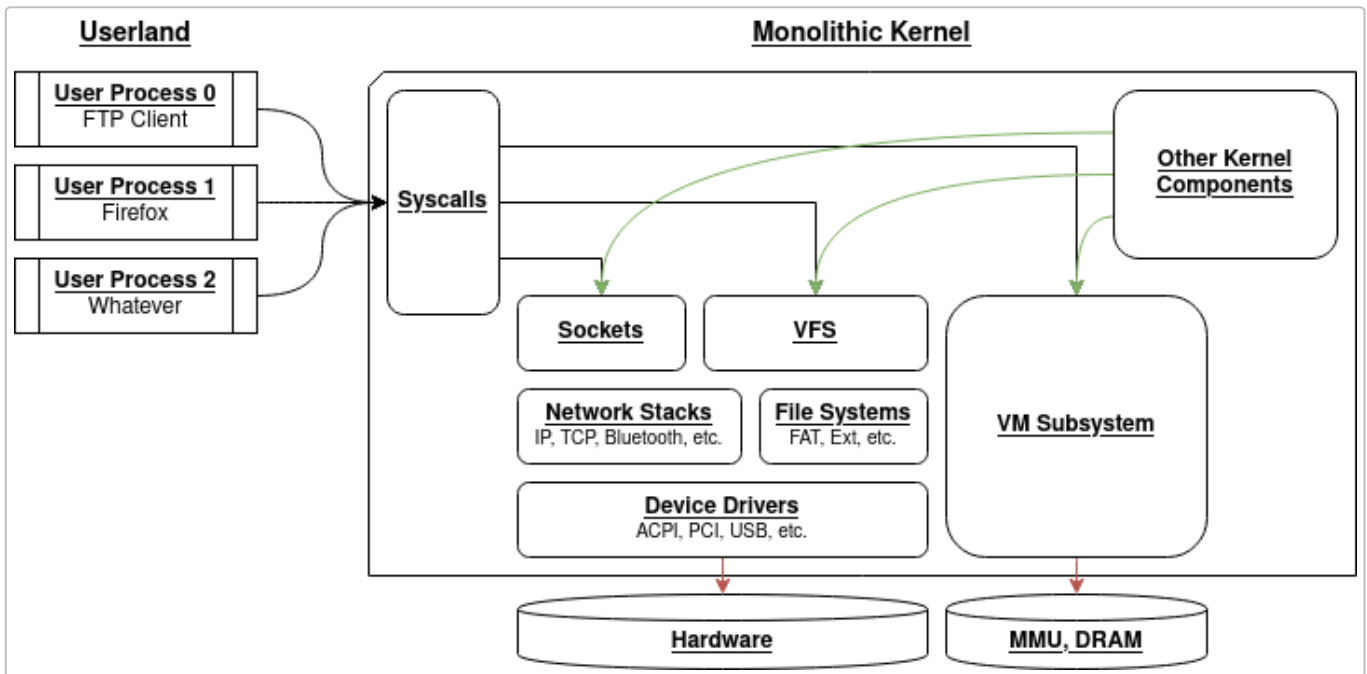 Userland
Monolithic Kernel
User Process 0
FTP Client
User Process 1
Firefox
User Process 2
Whatever
Syscalls
Other Kernel
Components
Sockets
VFS
Network Stacks
IP, TCP, Bluetooth, etc.
File Systems
FAT, Ext, etc.
VM Subsystem
Device Drivers
ACPI, PCI, USB, etc.
Hardware
MMU, DRAM